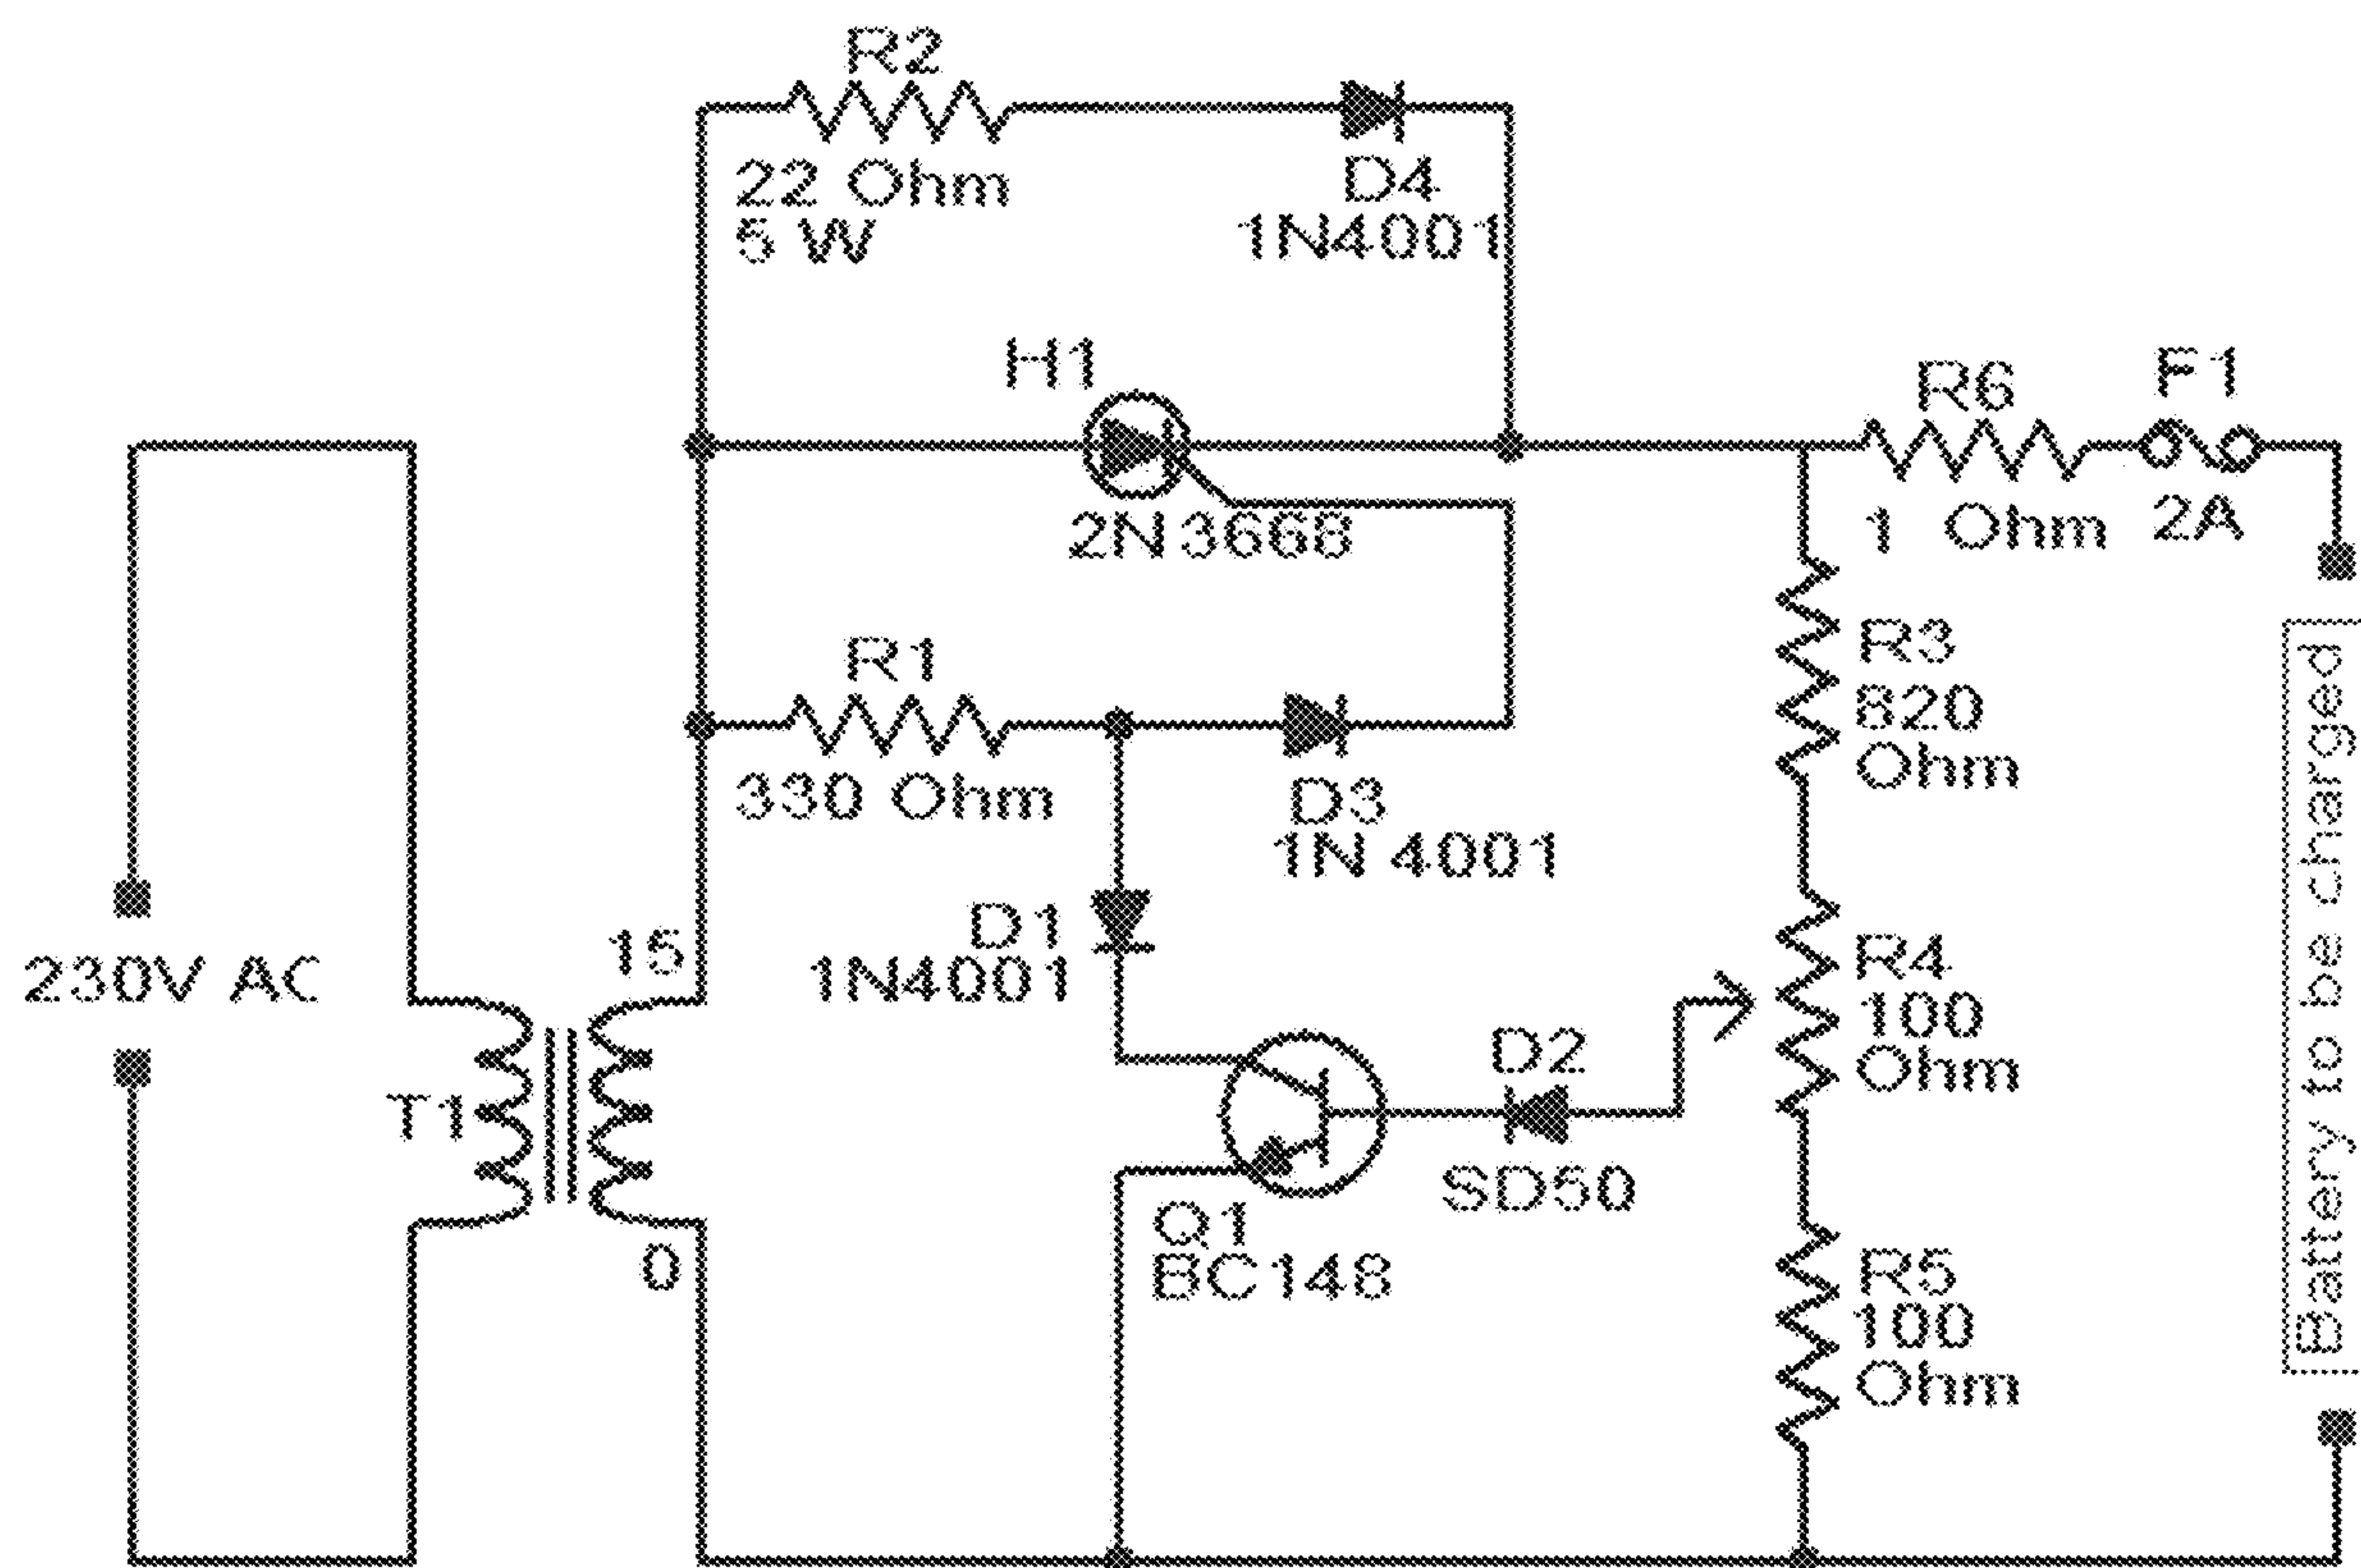 R2
22 Ohm
5 W
D4
1N4001
H1
2N3668
R6
1 Ohm
F1
2A
R1
330 Ohm
D3
1N 4001
R3
820
Ohm
D1
1N4001
230V AC
15
T1
0
R4
100
Ohm
D2
SD50
Q1
BC148
R5
100
Ohm
Battery to be charged